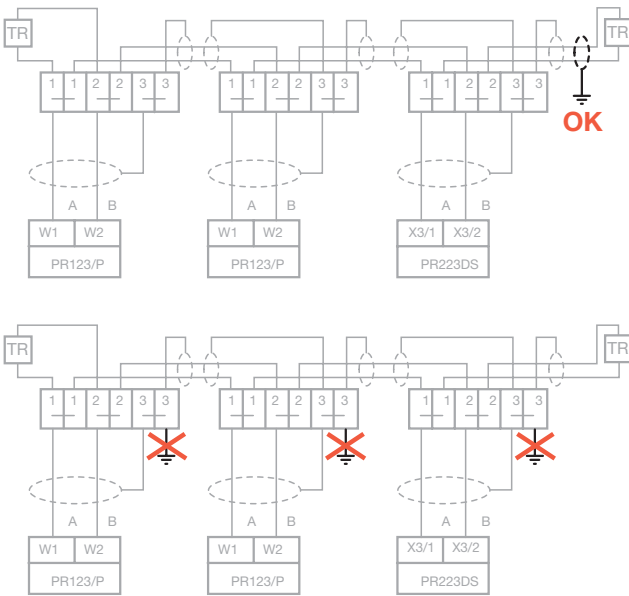 TR TR
1 1 2 2 3 3 1 1 2 2 3 3 1 1 2 2 3 3
OK
A B A B A B
W1 W2 W1 W2 X3/1 X3/2
PR123/P PR123/P PR223DS
TR TR
1 1 2 2 3 3 1 1 2 2 3 3 1 1 2 2 3 3
A B A B A B
W1 W2 W1 W2 X3/1 X3/2
PR123/P PR123/P PR223DS